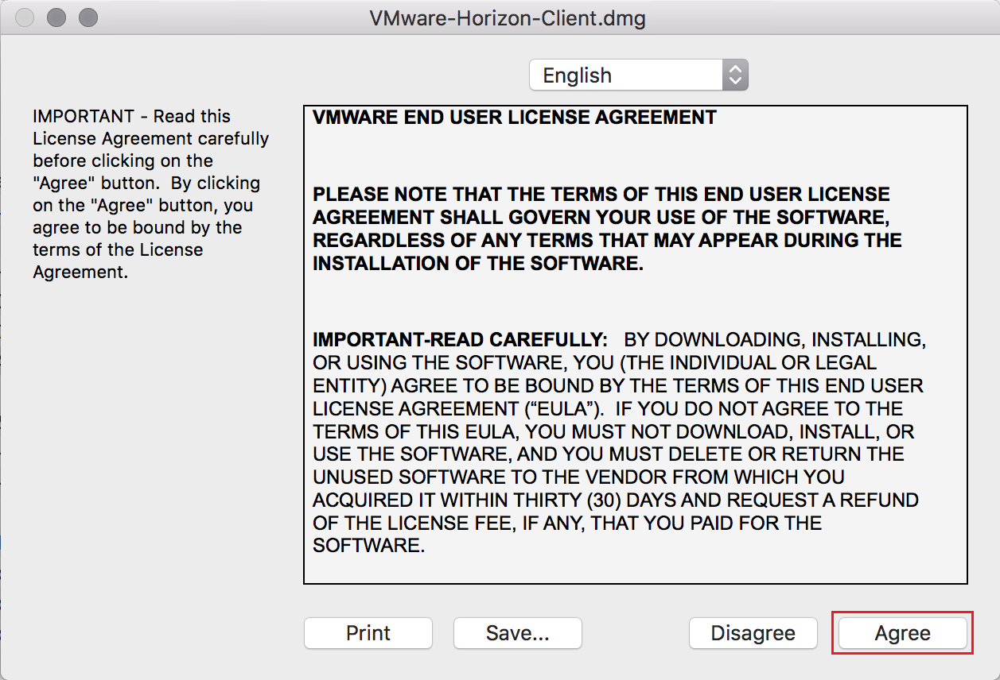 VMware-Horizon-Client.dmg
English
IMPORTANT - Read this
License Agreement carefully
before clicking on the
"Agree" button.  By clicking
on the "Agree" button, you
agree to be bound by the
terms of the License
Agreement.
VMWARE END USER LICENSE AGREEMENT
PLEASE NOTE THAT THE TERMS OF THIS END USER LICENSE
AGREEMENT SHALL GOVERN YOUR USE OF THE SOFTWARE,
REGARDLESS OF ANY TERMS THAT MAY APPEAR DURING THE
INSTALLATION OF THE SOFTWARE.
IMPORTANT-READ CAREFULLY:   BY DOWNLOADING, INSTALLING,
OR USING THE SOFTWARE, YOU (THE INDIVIDUAL OR LEGAL
ENTITY) AGREE TO BE BOUND BY THE TERMS OF THIS END USER
LICENSE AGREEMENT (“EULA”).  IF YOU DO NOT AGREE TO THE
TERMS OF THIS EULA, YOU MUST NOT DOWNLOAD, INSTALL, OR
USE THE SOFTWARE, AND YOU MUST DELETE OR RETURN THE
UNUSED SOFTWARE TO THE VENDOR FROM WHICH YOU
ACQUIRED IT WITHIN THIRTY (30) DAYS AND REQUEST A REFUND
OF THE LICENSE FEE, IF ANY, THAT YOU PAID FOR THE
SOFTWARE.
Print Save... Disagree Agree